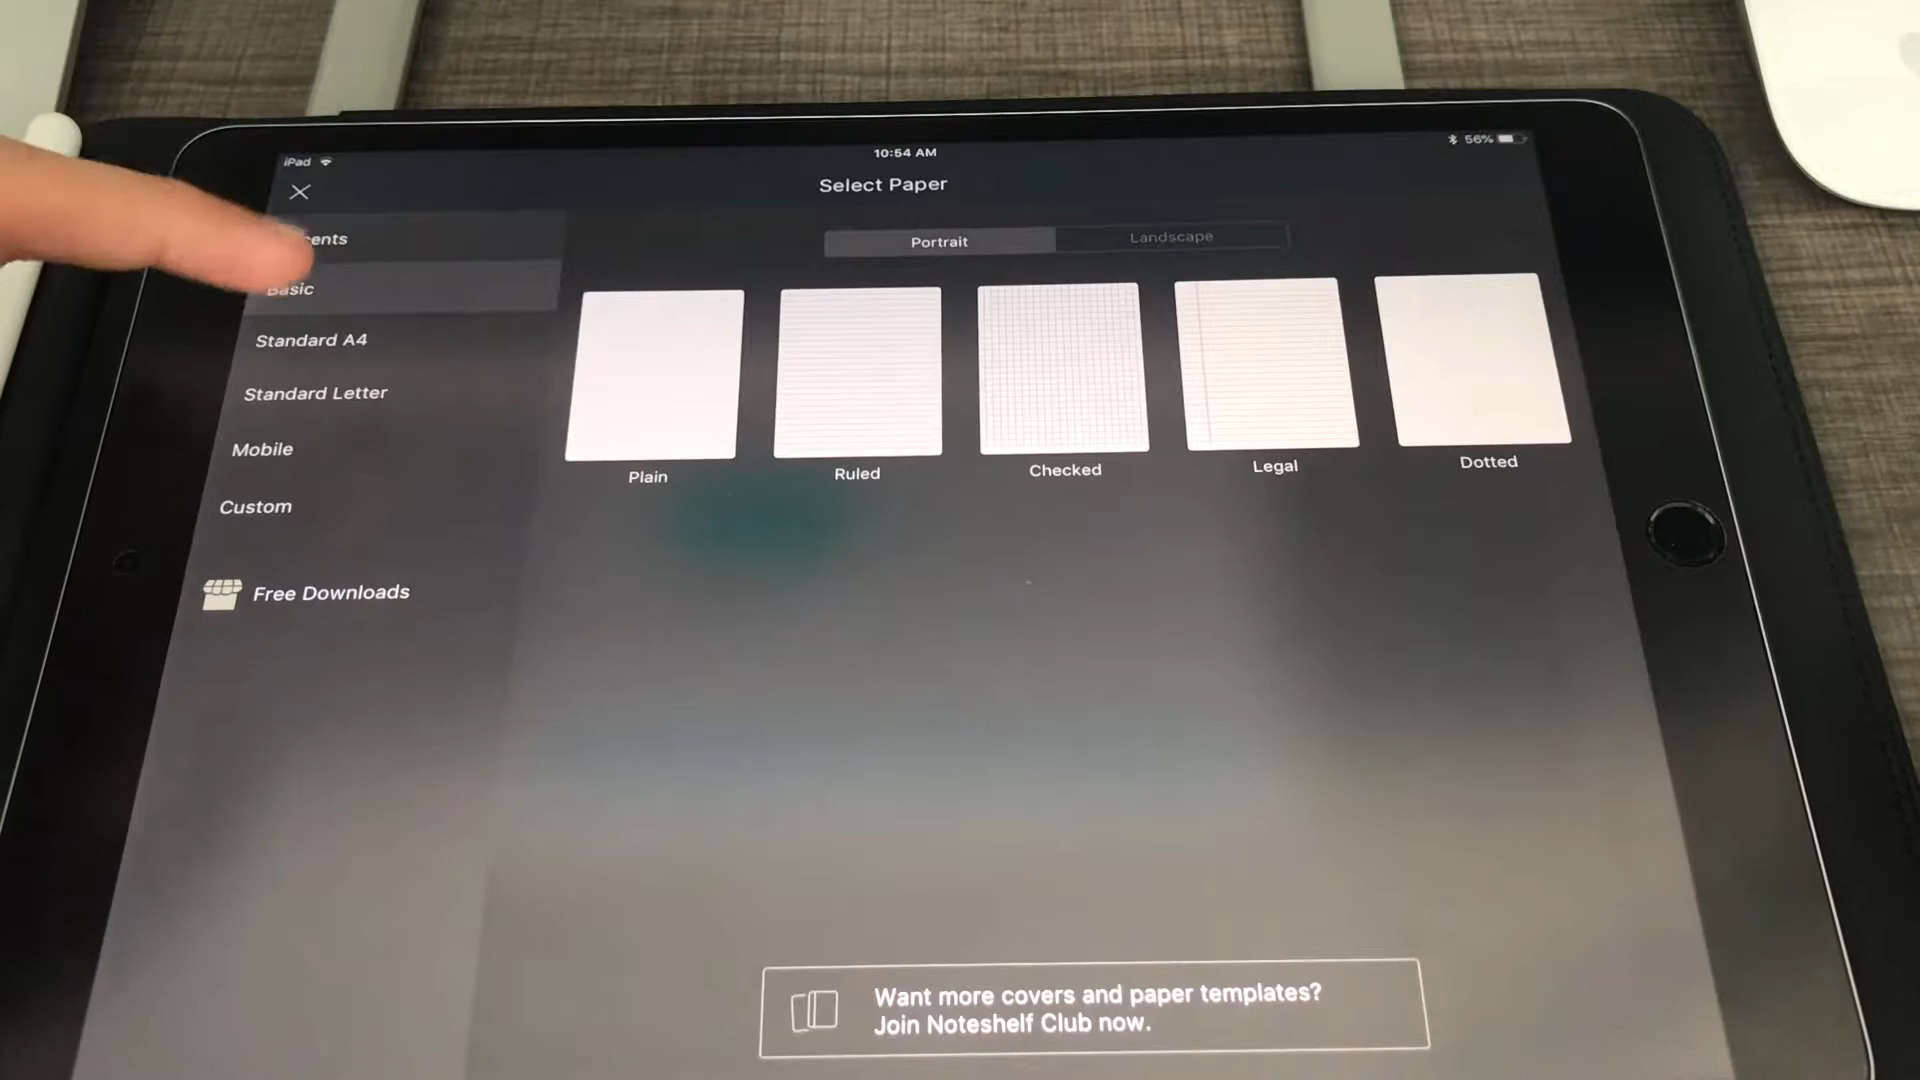 iPad
10:54 AM
56%
Select Paper
Portrait
Landscape
Basic
Standard A4
Standard Letter
Mobile
Custom
Free Downloads
Plain
Ruled
Checked
Legal
Dotted
Want more covers and paper templates?
Join Noteshelf Club now.